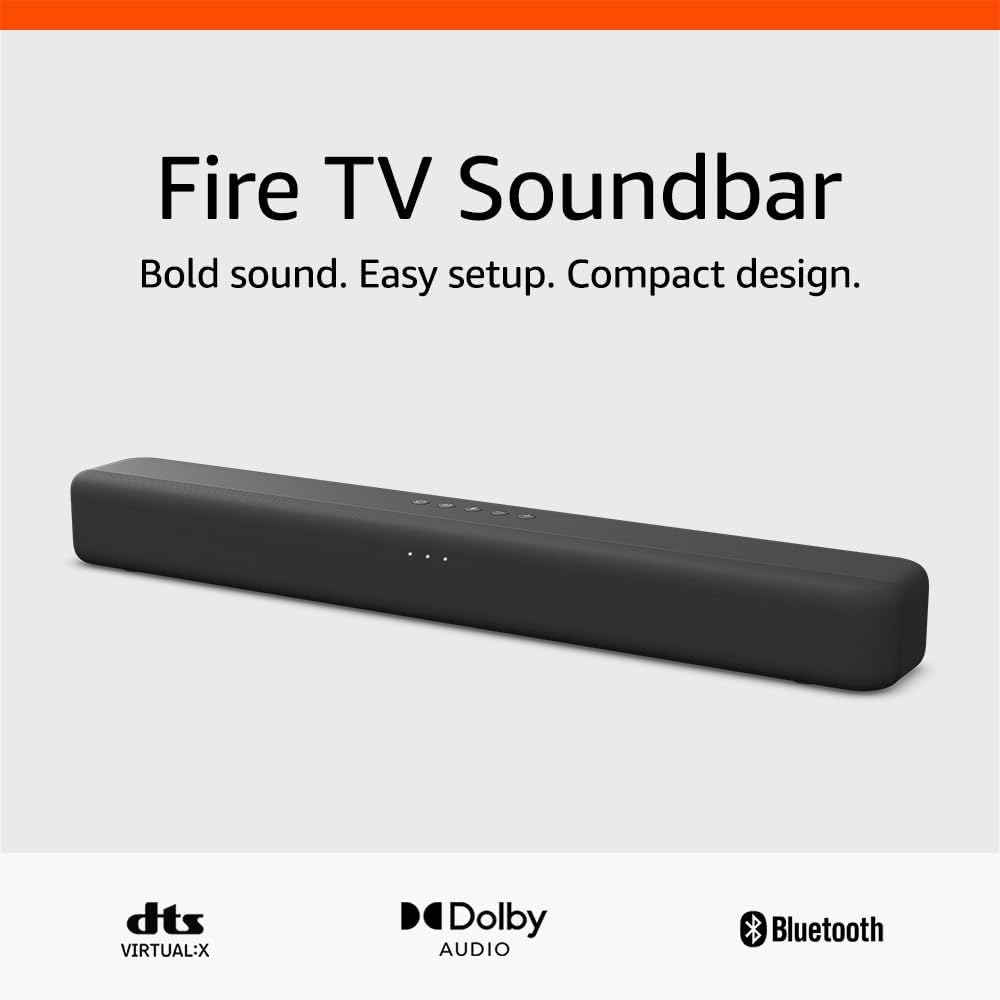 Fire TV Soundbar
Bold sound. Easy setup. Compact design.
dts
VIRTUAL:X
Dolby
AUDIO
Bluetooth